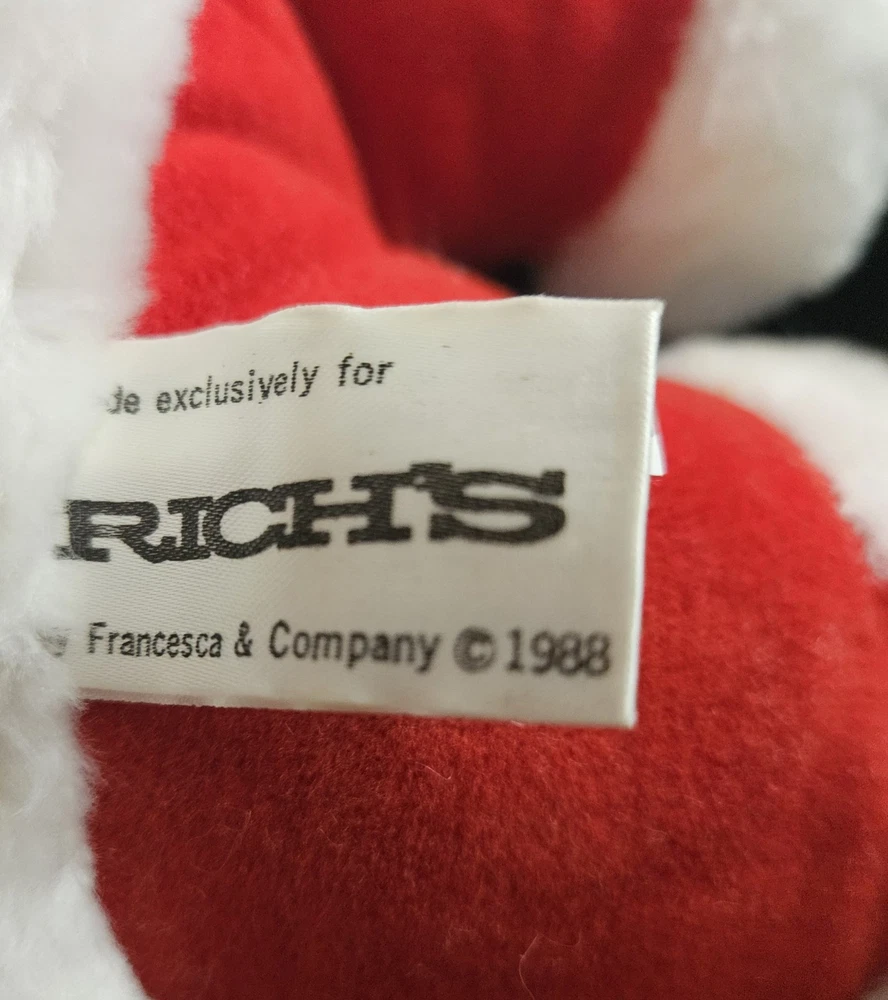 de exclusively for
RICH'S
Francesca & Company © 1988